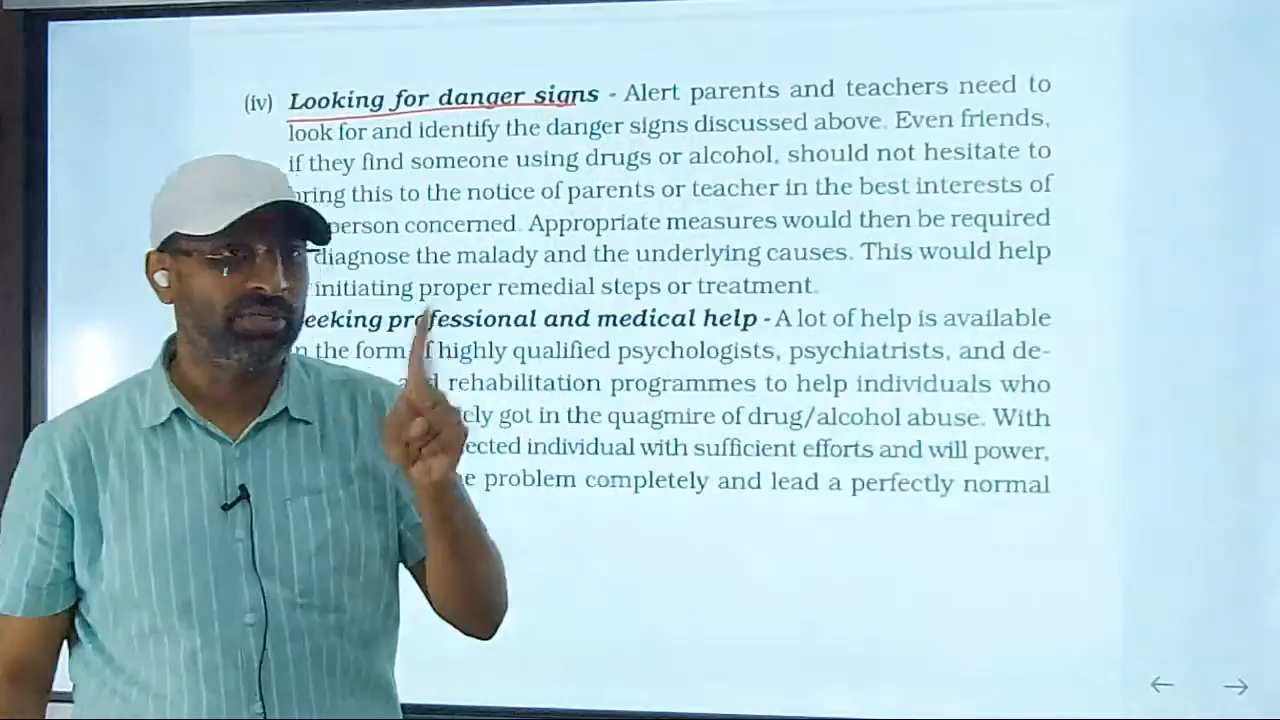 (iv) Looking for danger signs - Alert parents and teachers need to
look for and identify the danger signs discussed above. Even friends,
if they find someone using drugs or alcohol, should not hesitate to
bring this to the notice of parents or teacher in the best interests of
person concerned. Appropriate measures would then be required
diagnose the malady and the underlying causes. This would help
initiating proper remedial steps or treatment.
eeking professional and medical help - A lot of help is available
n the form f highly qualified psychologists, psychiatrists, and de-
rehabilitation programmes to help individuals who
ely got in the quagmire of drug/alcohol abuse. With
ected individual with sufficient efforts and will power,
e problem completely and lead a perfectly normal